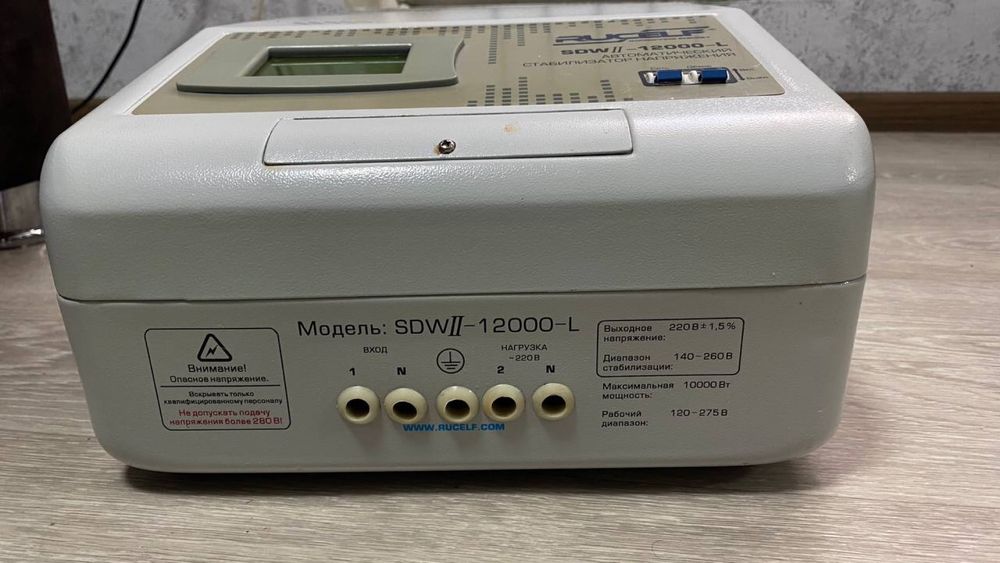 RUCELF
SDWII-12000-L
АВТОМАТИЧЕСКИЙ
СТАБИЛИЗАТОР НАПРЯЖЕНИЯ
Модель: SDWII-12000-L
ВХОД
НАГРУЗКА
~220 В
1 N 2 N
WWW.RUCELF.COM
Внимание!
Опасное напряжение.
Вскрывать только
квалифицированному персоналу
Не допускать подачу
напряжения более 280 В!
Выходное 220 В ± 1,5 %
напряжение:
Диапазон 140-260 В
стабилизации:
Максимальная 10000 Вт
мощность:
Рабочий 120-275 В
диапазон: